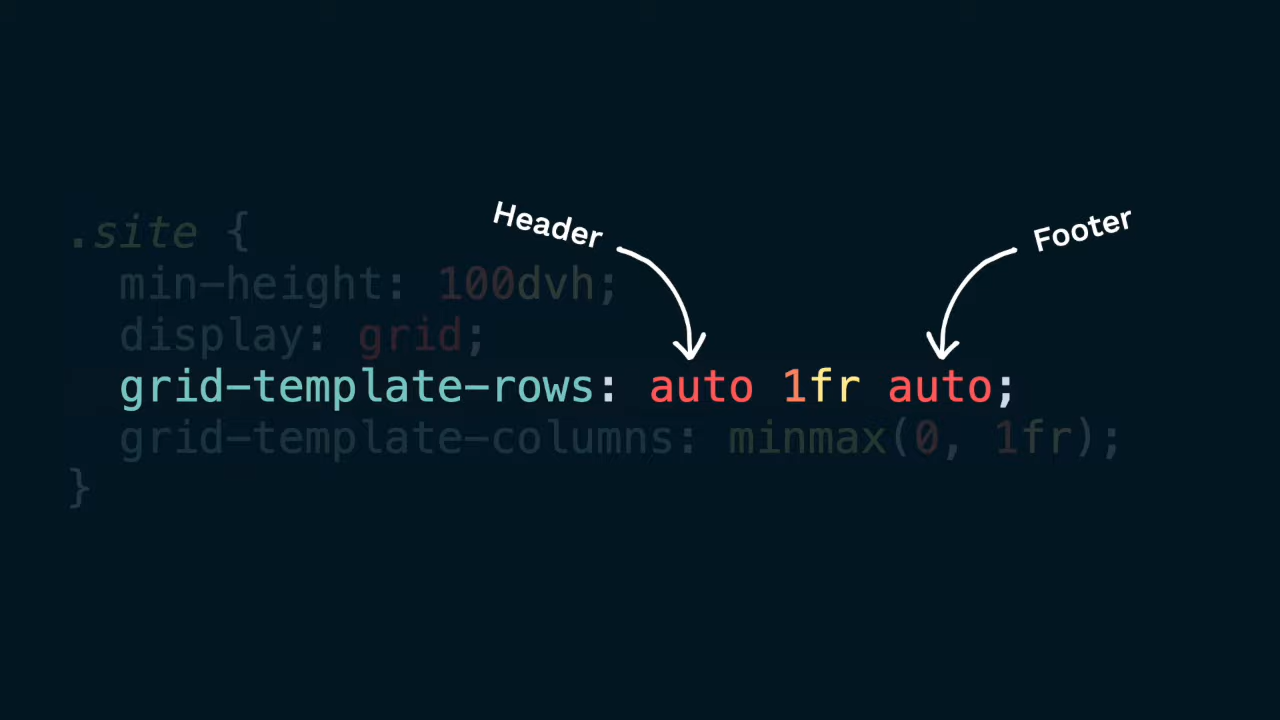 Header
Footer
.site {
min-height: 100dvh;
display: grid;
grid-template-rows: auto 1fr auto;
grid-template-columns: minmax(0, 1fr);
}